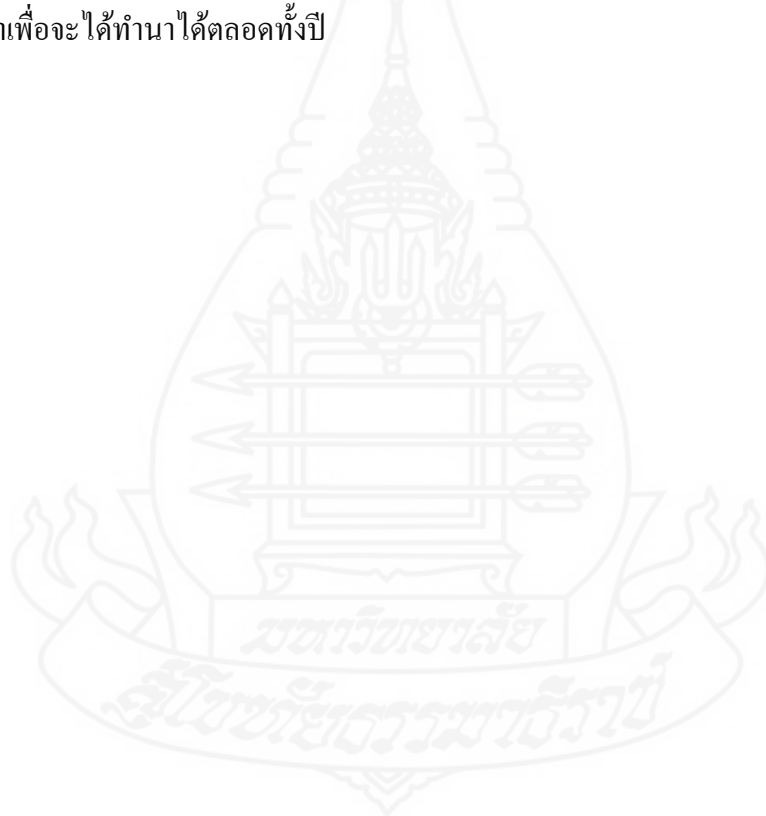 เพื่อจะได้ทำนาได้ตลอดทั้งปี
มหาวิทยาลัย
สุโขทัยธรรมาธิราช